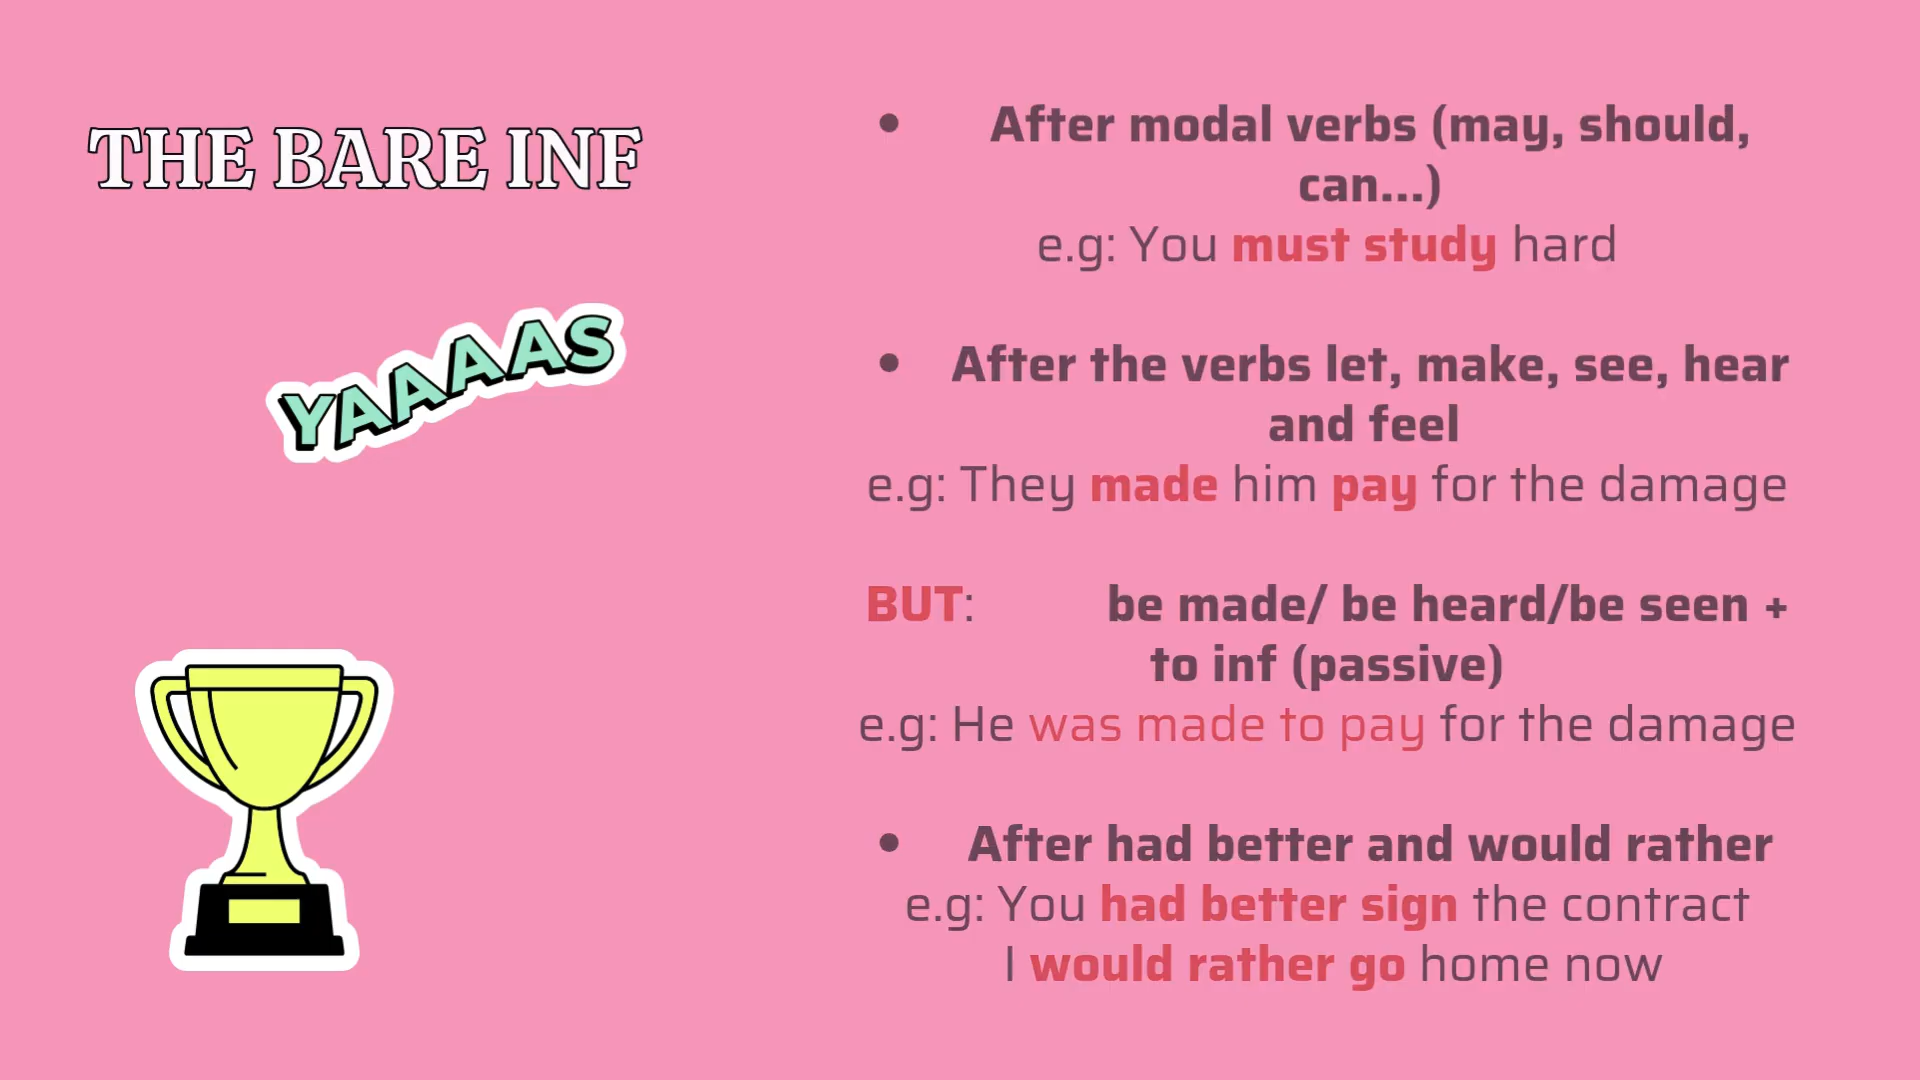 THE BARE INF
YAAAAS
• After modal verbs (may, should,
can...)
e.g: You must study hard
• After the verbs let, make, see, hear
and feel
e.g: They made him pay for the damage
BUT: be made/ be heard/be seen +
to inf (passive)
e.g: He was made to pay for the damage
• After had better and would rather
e.g: You had better sign the contract
I would rather go home now